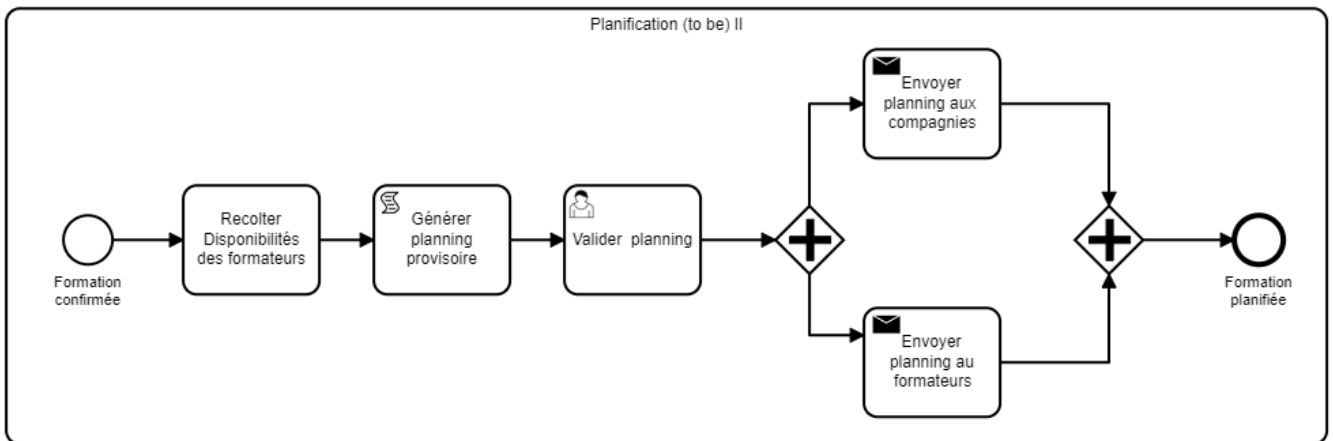 Planification (to be) II
Formation
confirmée
Recolter
Disponibilités
des formateurs
Générer
planning
provisoire
Valider planning
Envoyer
planning aux
compagnies
Envoyer
planning au
formateurs
Formation
planifiée